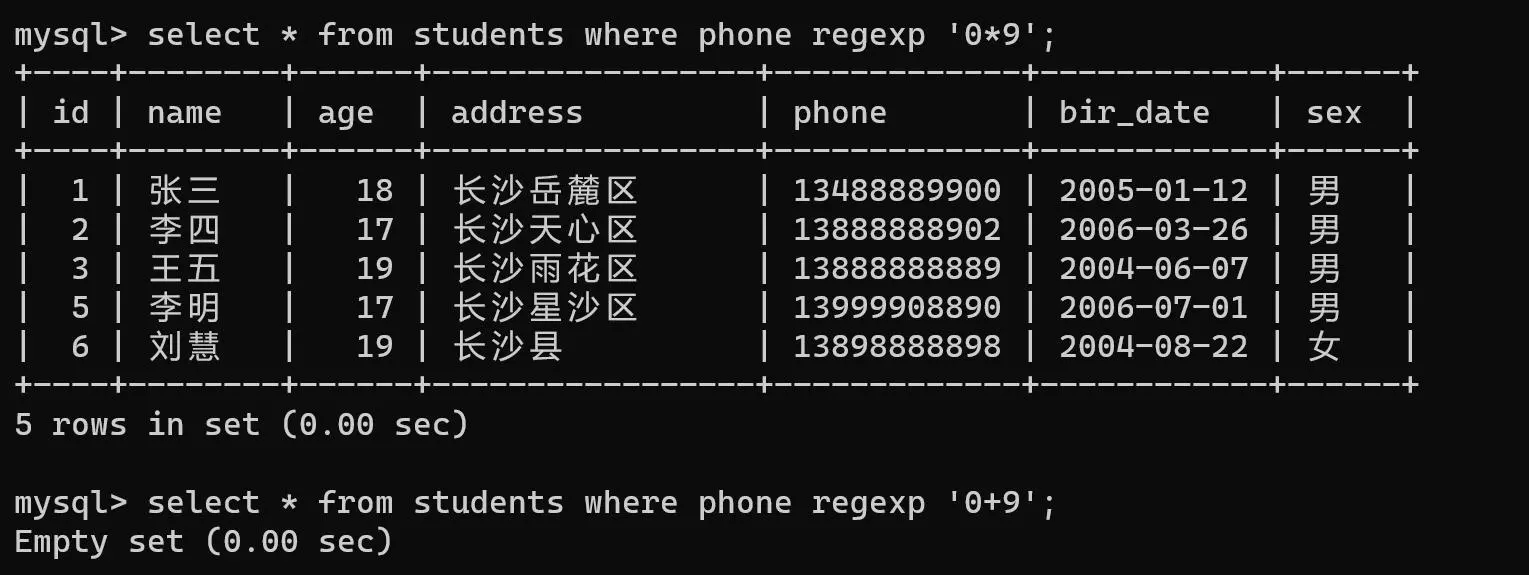 mysql> select * from students where phone regexp '0*9';
+----+--------+------+-----------------+-------------+------------+------+
| id | name   | age  | address         | phone       | bir_date   | sex  |
+----+--------+------+-----------------+-------------+------------+------+
|  1 | 张三   |   18 | 长沙岳麓区      | 13488889900 | 2005-01-12 | 男   |
|  2 | 李四   |   17 | 长沙天心区      | 13888888902 | 2006-03-26 | 男   |
|  3 | 王五   |   19 | 长沙雨花区      | 13888888889 | 2004-06-07 | 男   |
|  5 | 李明   |   17 | 长沙星沙区      | 13999908890 | 2006-07-01 | 男   |
|  6 | 刘慧   |   19 | 长沙县          | 13898888898 | 2004-08-22 | 女   |
+----+--------+------+-----------------+-------------+------------+------+
5 rows in set (0.00 sec)
mysql> select * from students where phone regexp '0+9';
Empty set (0.00 sec)